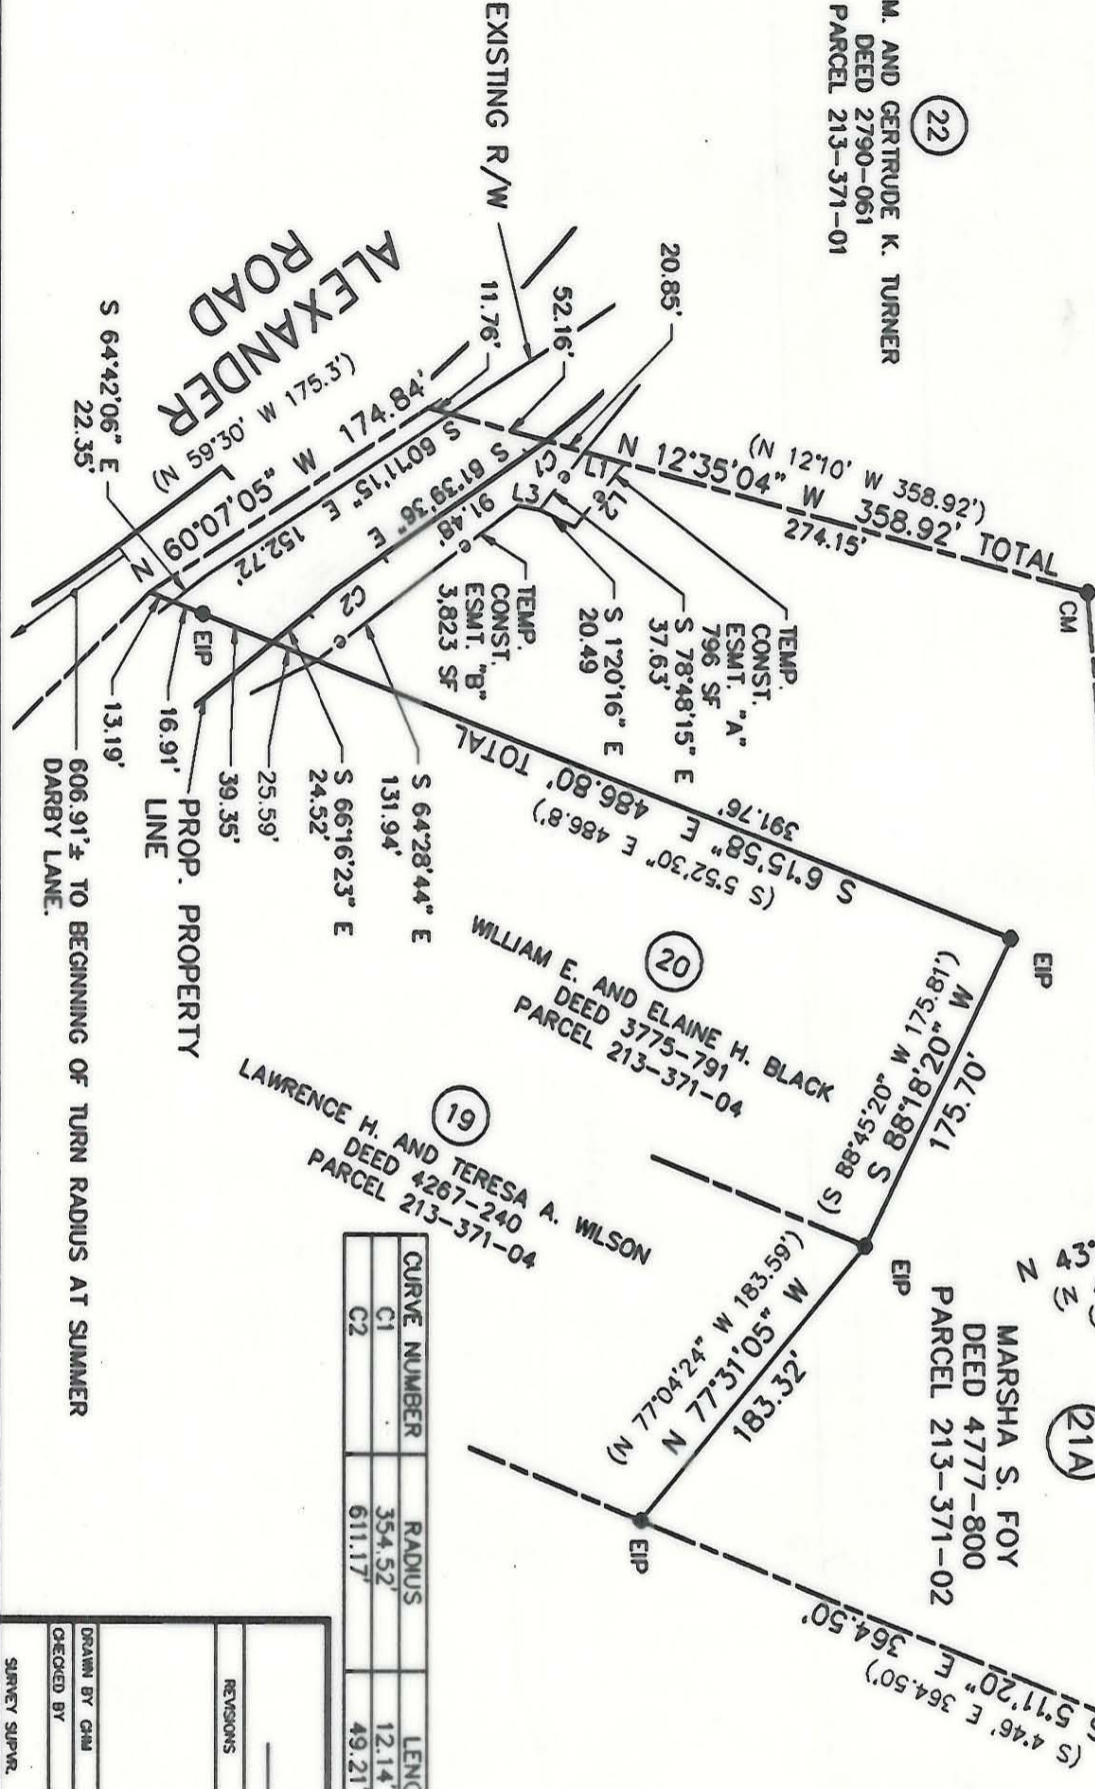 22
M. AND GERTRUDE K. TURNER
DEED 2790-061
PARCEL 213-371-01
EXISTING R/W
ALEXANDER
ROAD
20.85'
52.16'
11.76'
(N 12°10' W 358.92')
N 12°35'04" W 358.92' TOTAL
274.15'
CM
L1
L2
C1
L3
e
e
e
TEMP.
CONST.
ESMT. "A"
796 SF
S 78°48'15" E
37.63'
S 1°20'16" E
20.49
TEMP.
CONST.
ESMT. "B"
3,823 SF
(N 59°30' W 175.3')
N 60°07'05" W 174.84'
S 60°11'15" E
152.72'
S 61°39'36" E
91.48'
C2
S 64°42'06" E
22.35'
EIP
S 64°28'44" E
131.94'
S 66°16'23" E
24.52'
25.59'
39.35'
PROP. PROPERTY
LINE
16.91'
13.19'
606.91'± TO BEGINNING OF TURN RADIUS AT SUMMER
DARBY LANE.
391.76'
S 6°15'58" E 486.80' TOTAL
(S 5°52'30" E 486.8')
20
WILLIAM E. AND ELAINE H. BLACK
DEED 3775-791
PARCEL 213-371-04
19
LAWRENCE H. AND TERESA A. WILSON
DEED 4267-240
PARCEL 213-371-04
EIP
(S 88°45'20" W 175.81')
S 88°18'20" W
175.70'
EIP
(N 77°04'24" W 183.59')
N 77°31'05" W
183.32'
EIP
21A
MARSHA S. FOY
DEED 4777-800
PARCEL 213-371-02
5°11'20" E 364.50'
(S 4°46' E 364.50')
CURVE NUMBER RADIUS
C1 354.52' 12.14'
C2 611.17' 49.21'
REVISIONS
DRAWN BY GHM
CHECKED BY
SURVEY SUPVR.